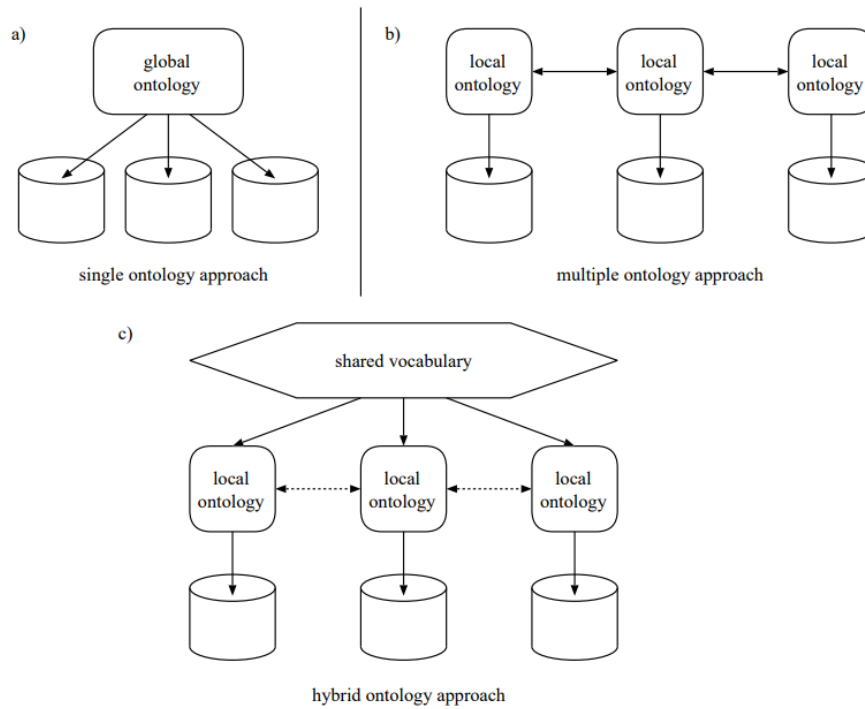 a)
global
ontology
single ontology approach
b)
local
ontology
local
ontology
local
ontology
multiple ontology approach
c)
shared vocabulary
local
ontology
local
ontology
local
ontology
hybrid ontology approach